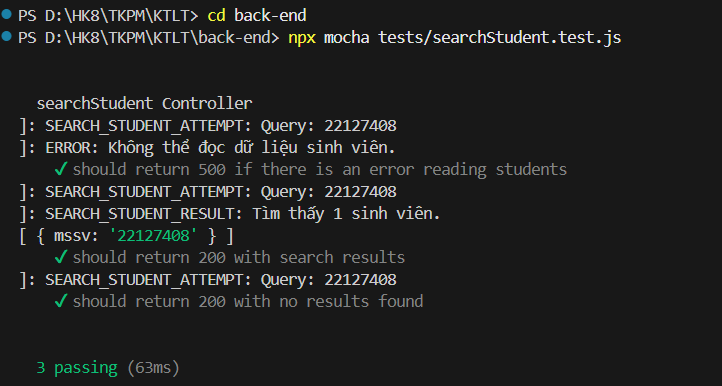 PS D:\HK8\TKPM\KTLT> cd back-end
PS D:\HK8\TKPM\KTLT\back-end> npx mocha tests/searchStudent.test.js
searchStudent Controller
]: SEARCH_STUDENT_ATTEMPT: Query: 22127408
]: ERROR: Không thể đọc dữ liệu sinh viên.
✔ should return 500 if there is an error reading students
]: SEARCH_STUDENT_ATTEMPT: Query: 22127408
]: SEARCH_STUDENT_RESULT: Tìm thấy 1 sinh viên.
[ { mssv: '22127408' } ]
✔ should return 200 with search results
]: SEARCH_STUDENT_ATTEMPT: Query: 22127408
✔ should return 200 with no results found
3 passing (63ms)